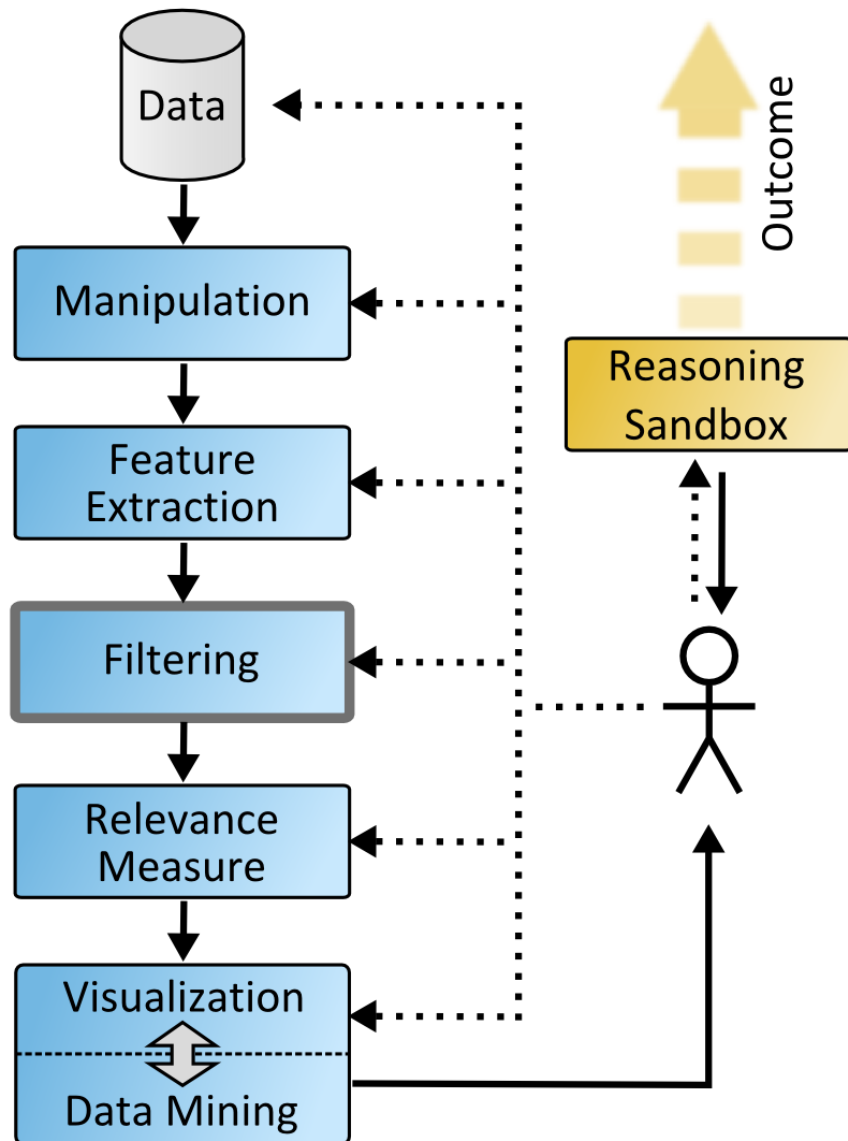 Data
Manipulation
Feature
Extraction
Filtering
Relevance
Measure
Visualization
Data Mining
Outcome
Reasoning
Sandbox